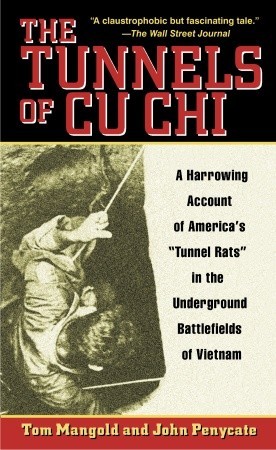 "A claustrophobic but fascinating tale."
—The Wall Street Journal
THE
TUNNELS
OF CU CHI
A Harrowing
Account
of America's
"Tunnel Rats"
in the
Underground
Battlefields
of Vietnam
Tom Mangold and John Penycate